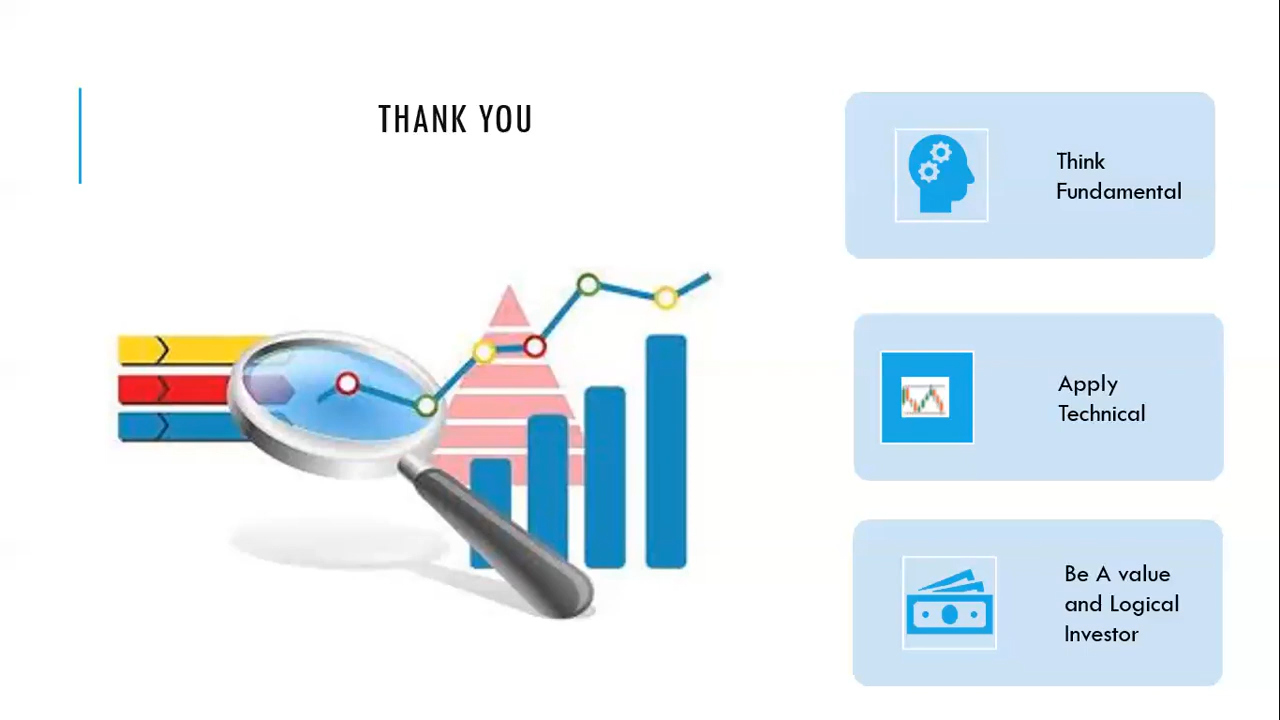 THANK YOU
Think
Fundamental
Apply
Technical
Be A value
and Logical
Investor